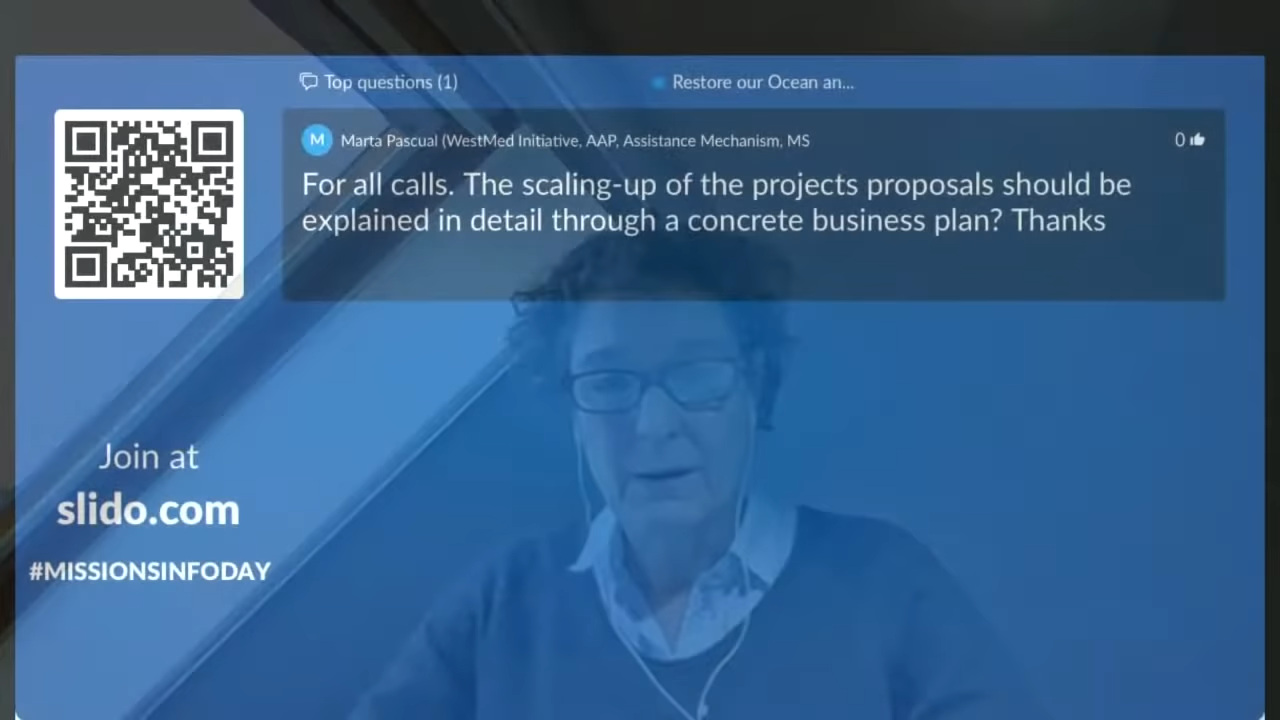 Top questions (1)
Restore our Ocean an...
M
Marta Pascual (WestMed Initiative, AAP, Assistance Mechanism, MS
0
For all calls. The scaling-up of the projects proposals should be
explained in detail through a concrete business plan? Thanks
Join at
slido.com
#MISSIONSINFODAY